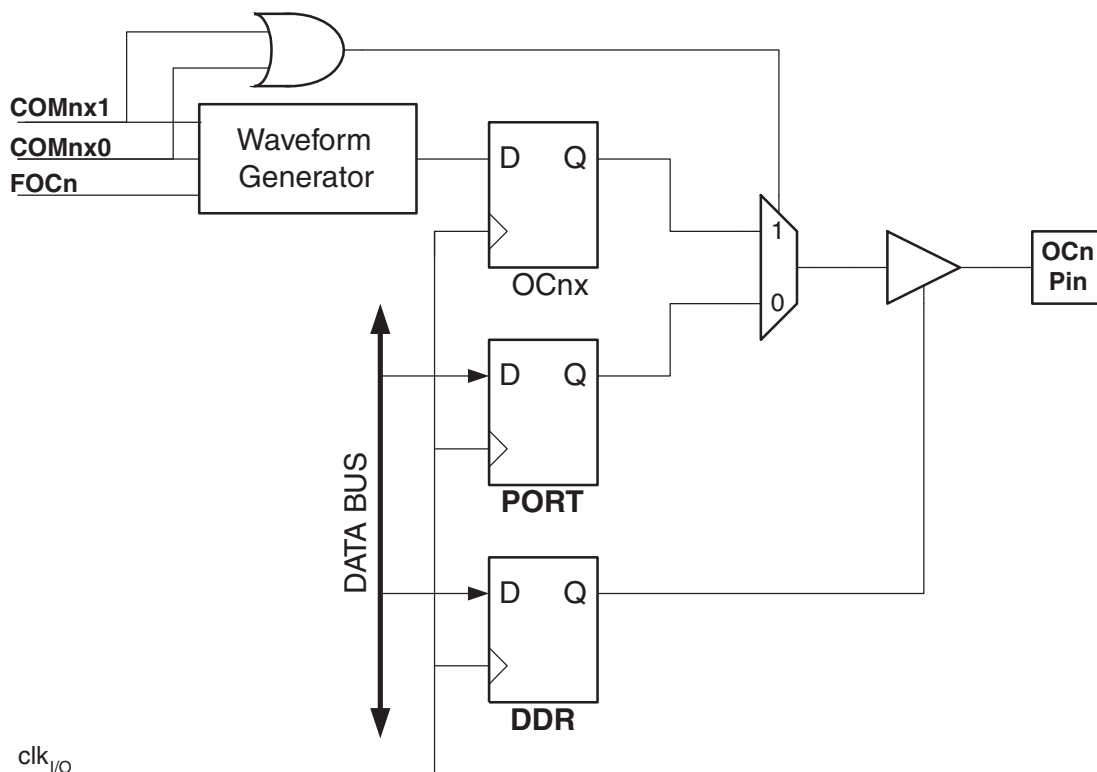 COMnx1
COMnx0
FOCn
Waveform
Generator
D Q
OCnx
1
0
OCn
Pin
D Q
PORT
DATA BUS
D Q
DDR
clkI/O